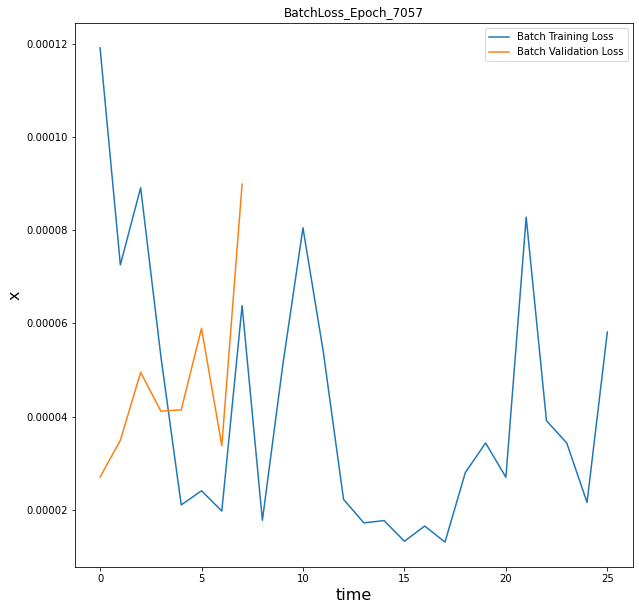 BatchLoss_Epoch_7057
Batch Training Loss
Batch Validation Loss
0.00012
0.00010
0.00008
0.00006
0.00004
0.00002
x
0 5 10 15 20 25
time